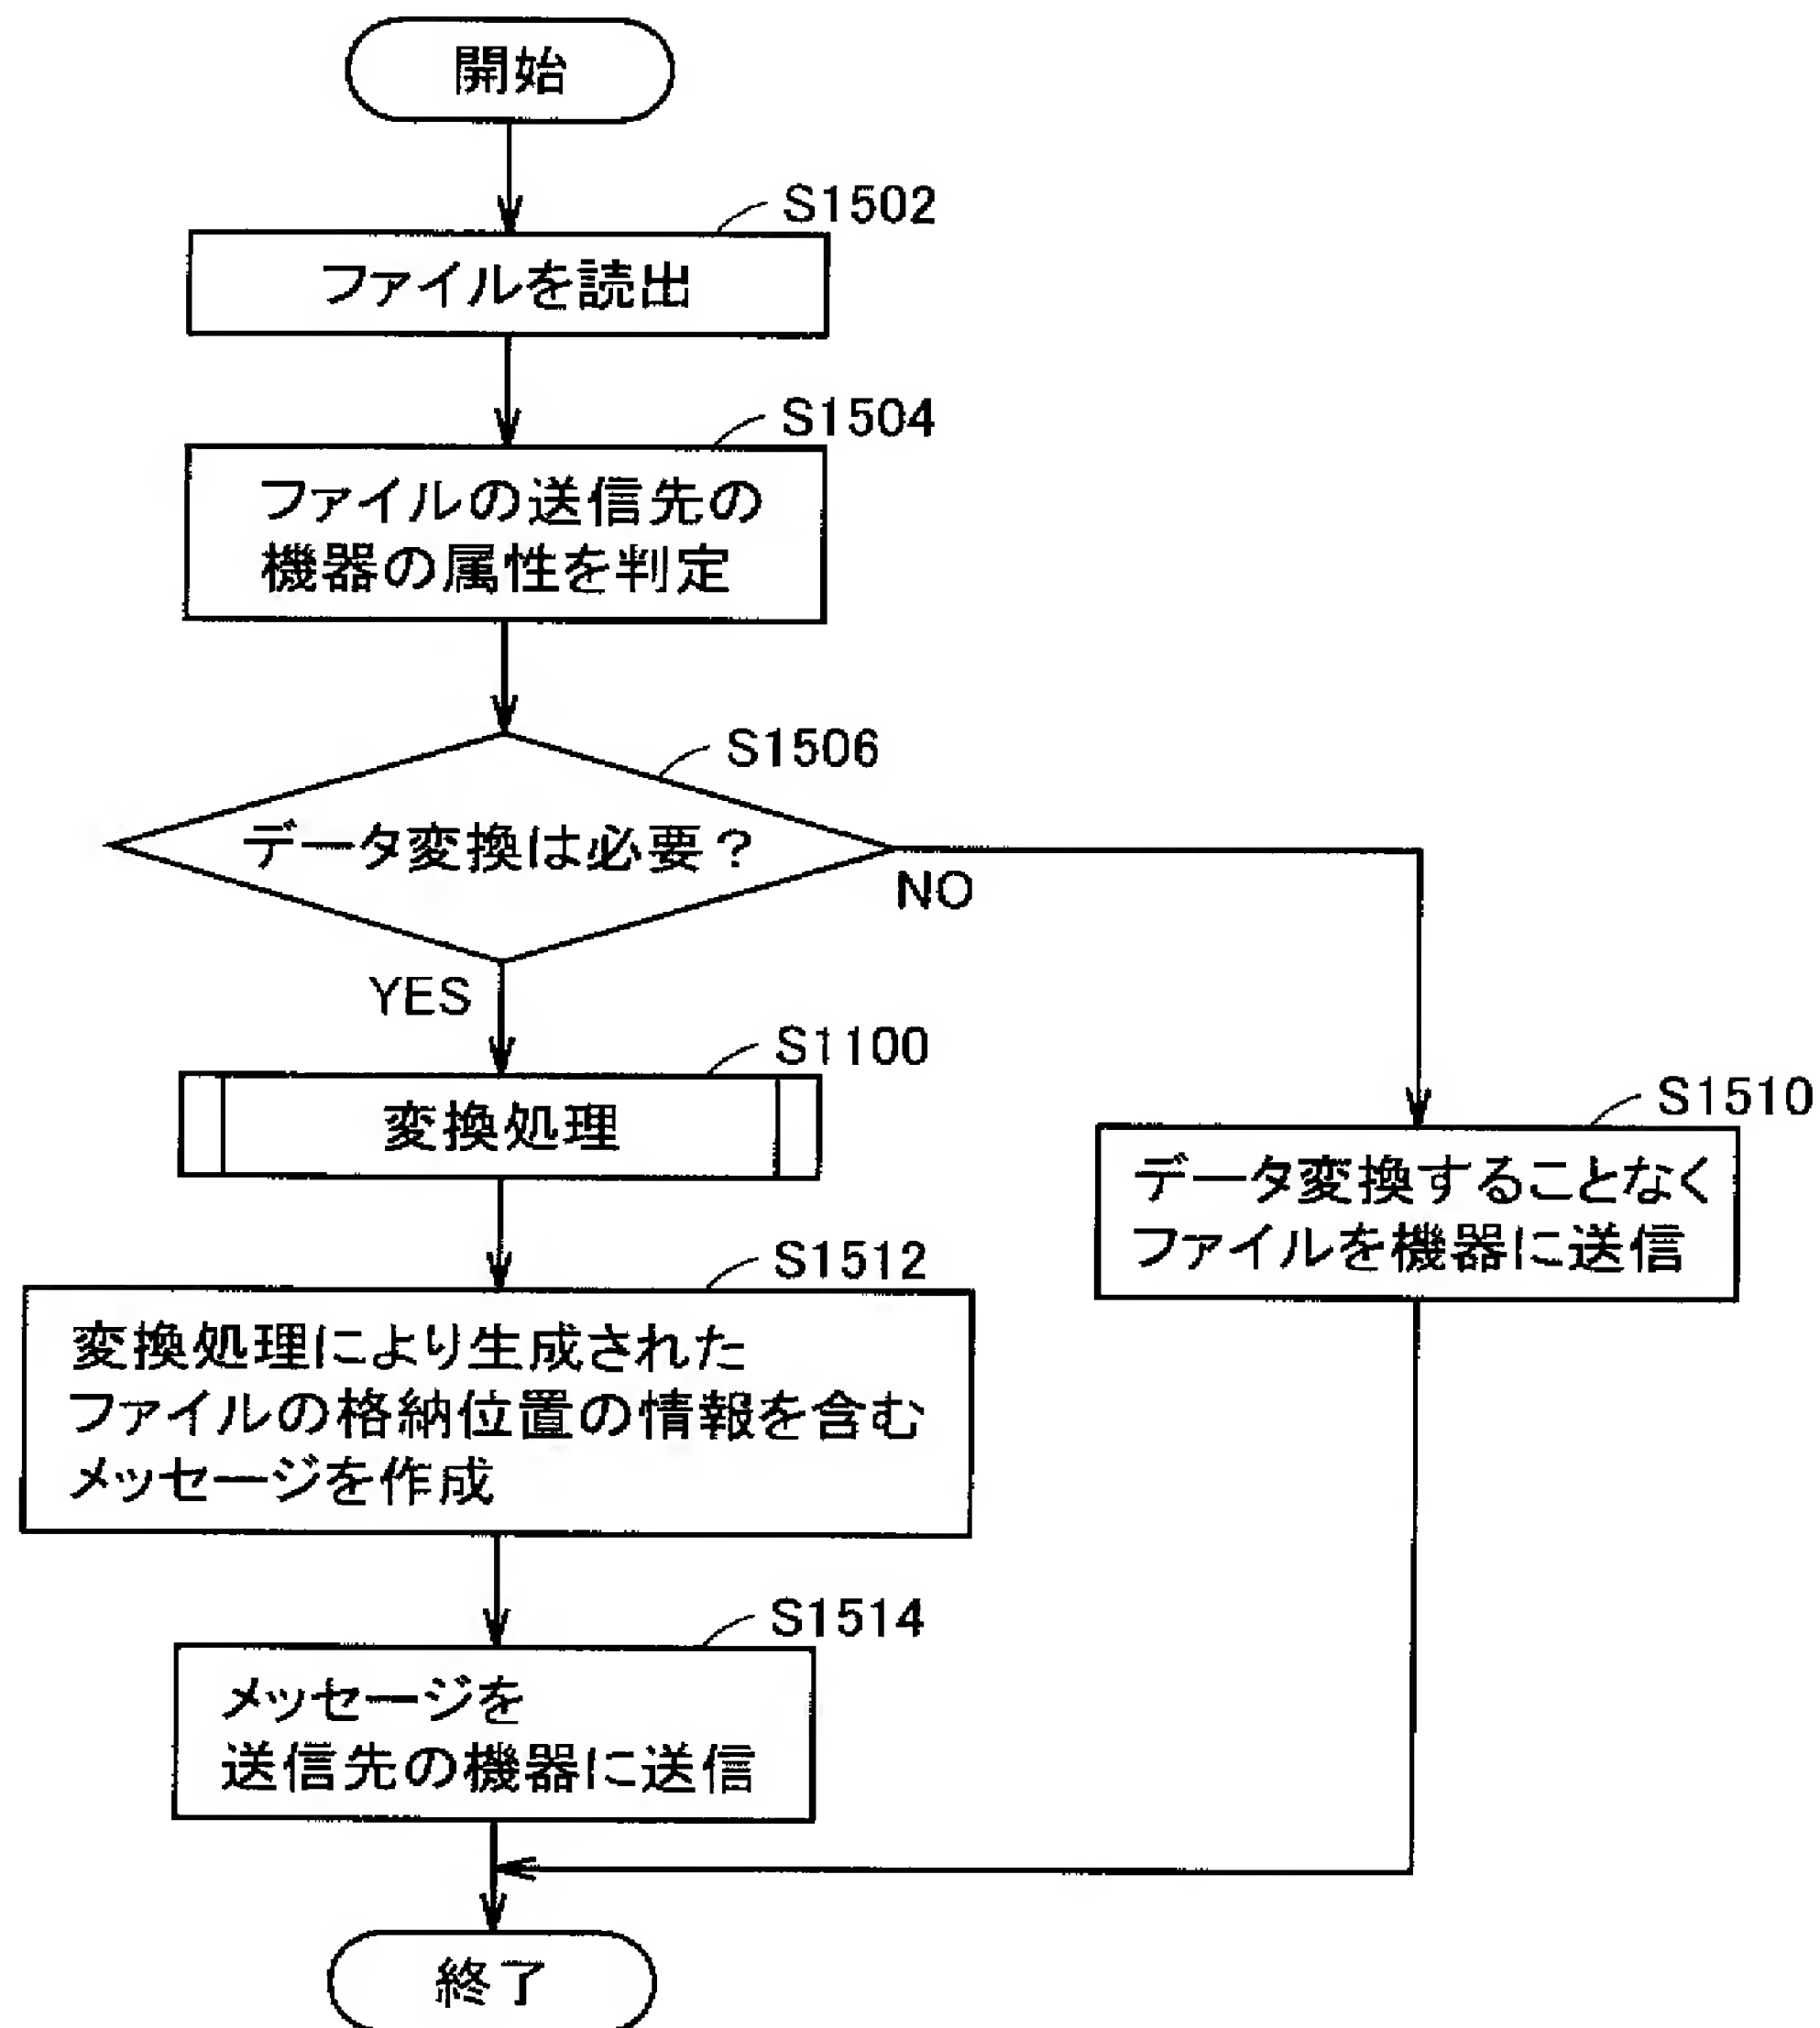 開始
S1502
ファイルを読出
S1504
ファイルの送信先の
機器の属性を判定
S1506
データ変換は必要？
NO
YES
S1100
変換処理
S1510
データ変換することなく
ファイルを機器に送信
S1512
変換処理により生成された
ファイルの格納位置の情報を含む
メッセージを作成
S1514
メッセージを
送信先の機器に送信
終了